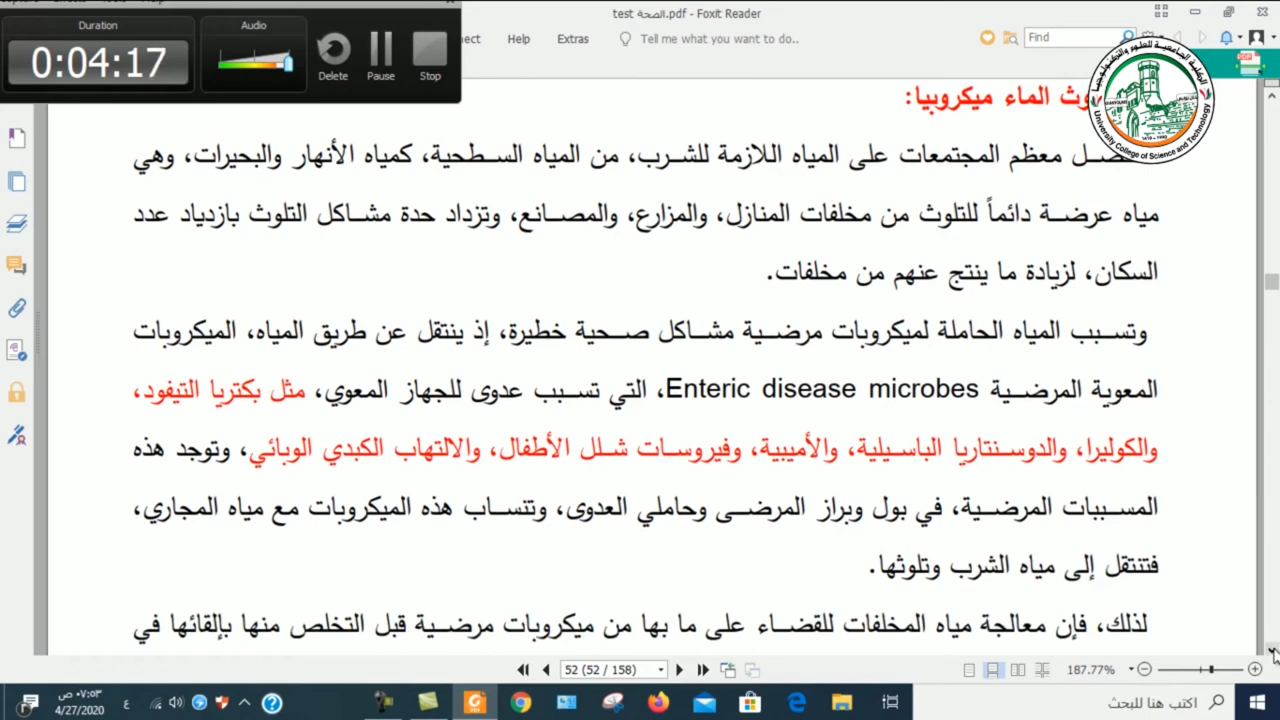 Duration
Audio
0:04:17
Delete
Pause
Stop
test الصحة.pdf - Foxit Reader
Help
Extras
Tell me what you want to do..
Find
PDF
University College of Science and Technology
الماء ميكروبيا:
معظم المجتمعات على المياه اللازمة للشرب، من المياه السطحية، كمياه الأنهار والبحيرات، وهي
مياه عرضة دائماً للتلوث من مخلفات المنازل، والمزارع، والمصانع، وتزداد حدة مشاكل التلوث بازدياد عدد
السكان، لزيادة ما ينتج عنهم من مخلفات.
وتسبب المياه الحاملة لميكروبات مرضية مشاكل صحية خطيرة، إذ ينتقل عن طريق المياه، الميكروبات
المعوية المرضية Enteric disease microbes، التي تسبب عدوى للجهاز المعوي، مثل بكتريا التيفود،
والكوليرا، والدوسنتاريا الباسيلية، والأميبية، وفيروسات شلل الأطفال، والالتهاب الكبدي الوبائي، وتوجد هذه
المسببات المرضية، في بول وبراز المرضى وحاملي العدوى، وتنساب هذه الميكروبات مع مياه المجاري،
فتنتقل إلى مياه الشرب وتلوثها.
لذلك، فإن معالجة مياه المخلفات للقضاء على ما بها من ميكروبات مرضية قبل التخلص منها بإلقائها في
52 (52 / 158)
187.77%
٠٧:٥٣ ص
4/27/2020
ع
اكتب هنا للبحث